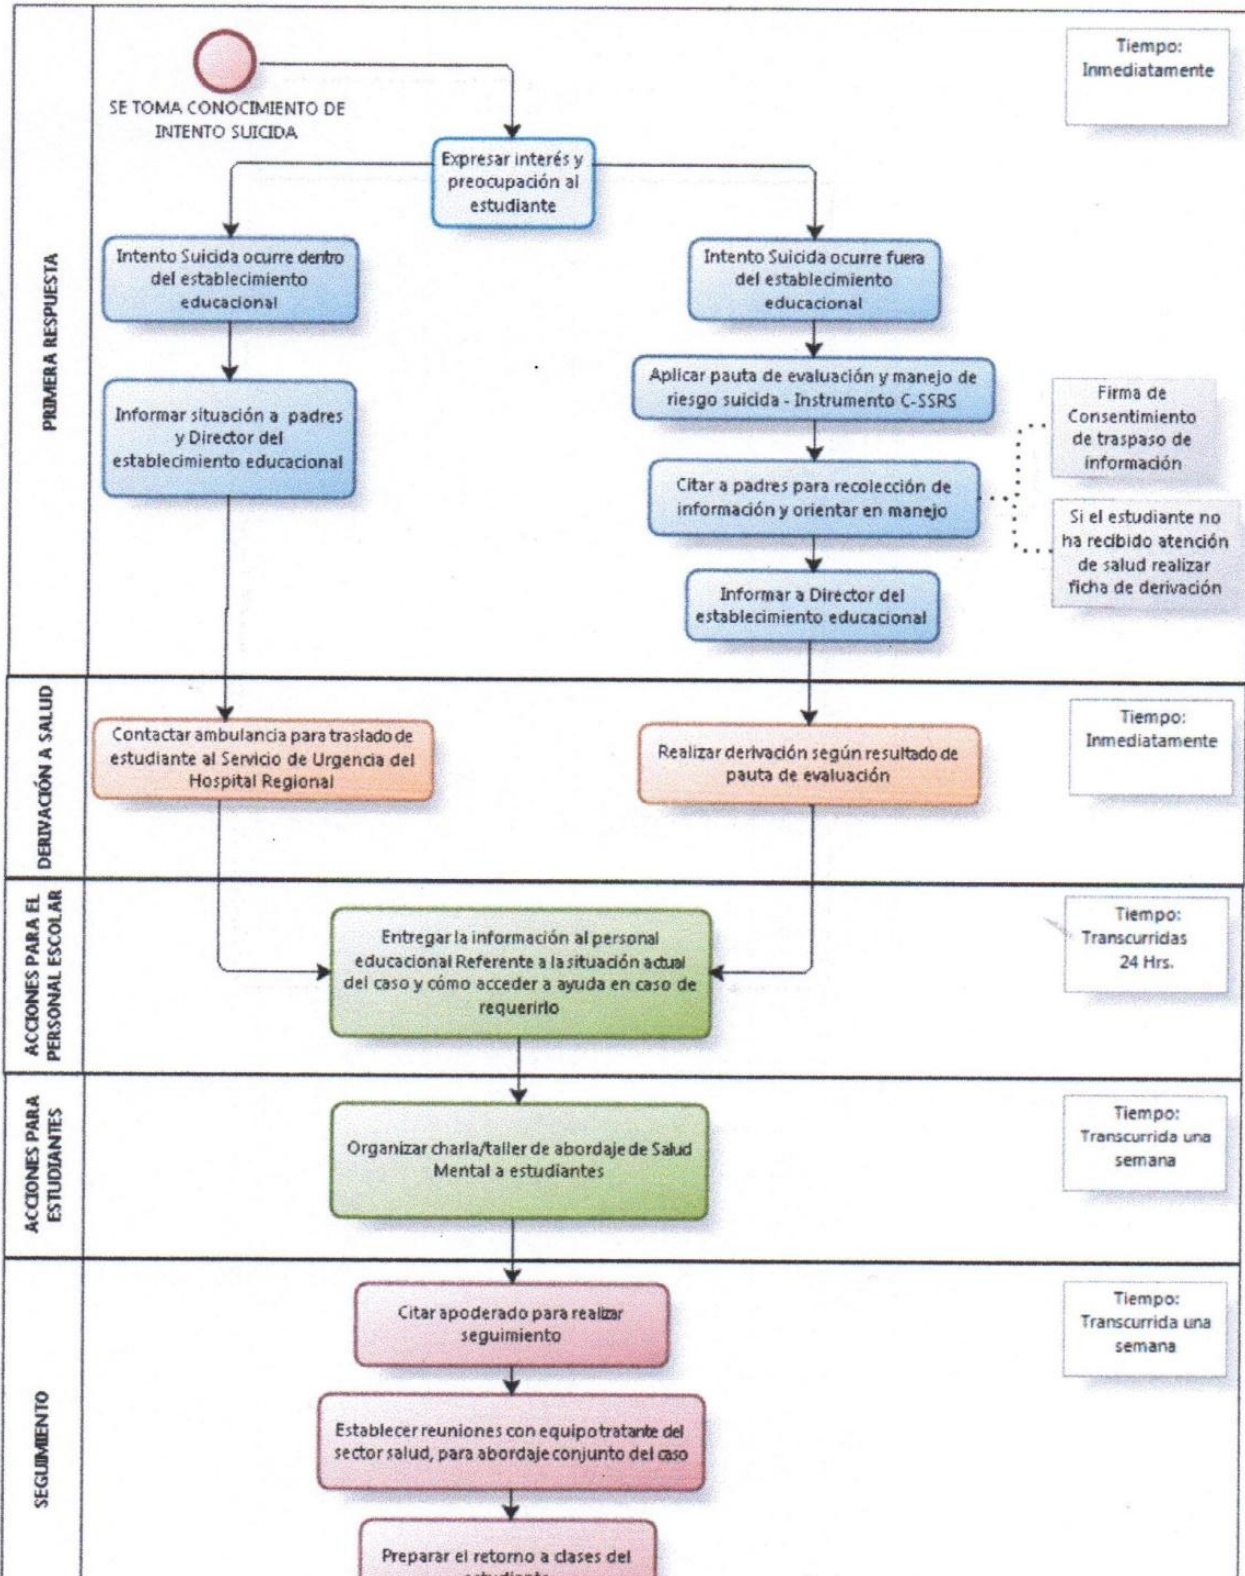 Tiempo:
Inmediatamente
SE TOMA CONOCIMIENTO DE
INTENTO SUICIDA
Expresar interés y
preocupación al
estudiante
PRIMERA RESPUESTA
Intento Suicida ocurre dentro
del establecimiento
educacional
Intento Suicida ocurre fuera
del establecimiento
educacional
Informar situación a padres
y Director del
establecimiento educacional
Aplicar pauta de evaluación y manejo de
riesgo suicida - Instrumento C-SSRS
Firma de
Consentimiento
de traspaso de
información
Citar a padres para recolección de
información y orientar en manejo
Si el estudiante no
ha recibido atención
de salud realizar
ficha de derivación
Informar a Director del
establecimiento educacional
DERIVACIÓN A SALUD
Contactar ambulancia para traslado de
estudiante al Servicio de Urgencia del
Hospital Regional
Realizar derivación según resultado de
pauta de evaluación
Tiempo:
Inmediatamente
ACCIONES PARA EL
PERSONAL ESCOLAR
Entregar la información al personal
educacional Referente a la situación actual
del caso y cómo acceder a ayuda en caso de
requerirlo
Tiempo:
Transcurridas
24 Hrs.
ACCIONES PARA
ESTUDIANTES
Organizar charla/taller de abordaje de Salud
Mental a estudiantes
Tiempo:
Transcurrida una
semana
SEGUIMIENTO
Citar apoderado para realizar
seguimiento
Tiempo:
Transcurrida una
semana
Establecer reuniones con equipo tratante del
sector salud, para abordaje conjunto del caso
Preparar el retorno a clases del
estudiante